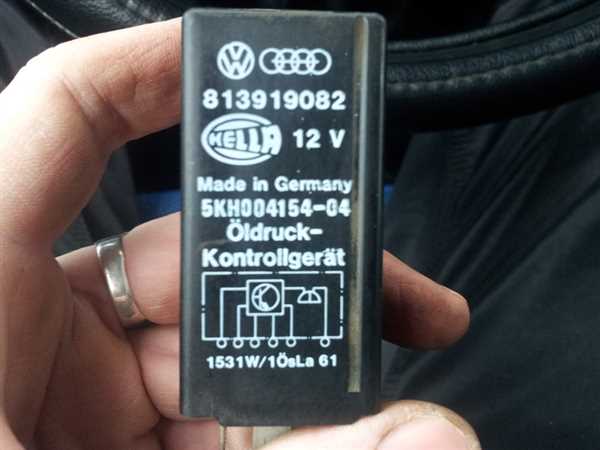 813919082
HELLA 12 V
Made in Germany
5KH004154-04
Öldruck-
Kontrollgerät
1531W/1ÖsLa 61